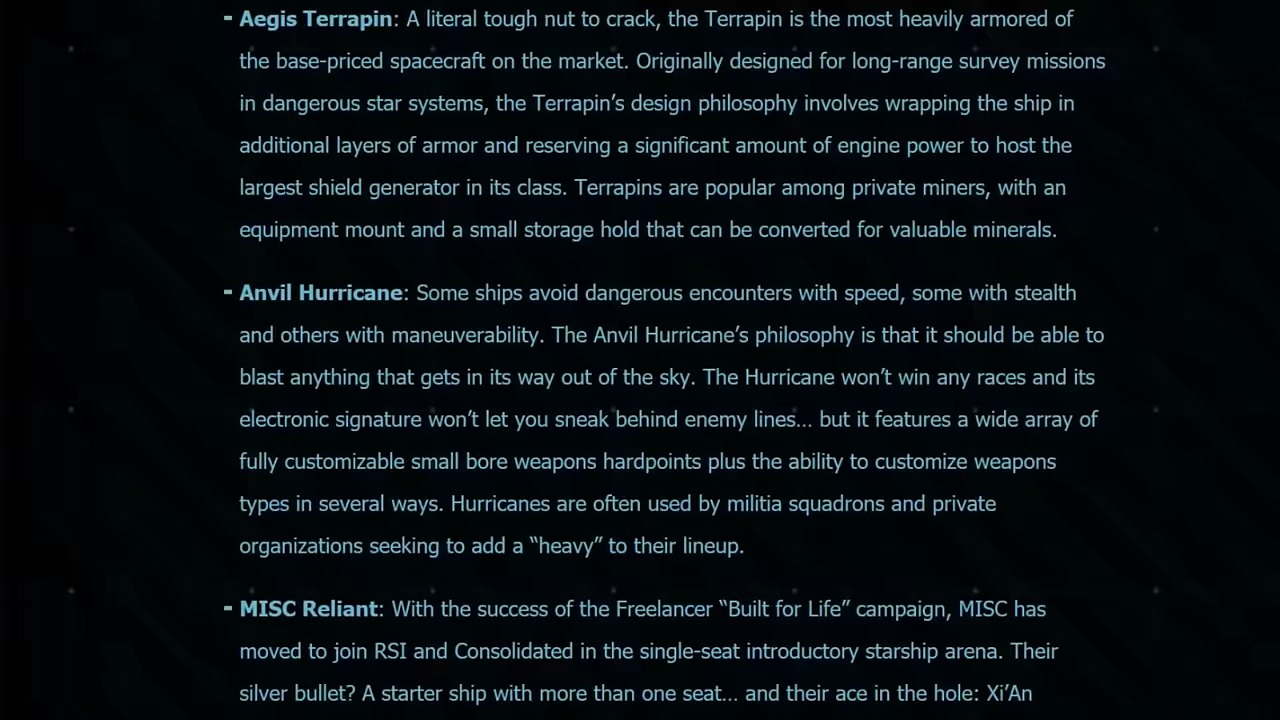 - Aegis Terrapin: A literal tough nut to crack, the Terrapin is the most heavily armored of
the base-priced spacecraft on the market. Originally designed for long-range survey missions
in dangerous star systems, the Terrapin’s design philosophy involves wrapping the ship in
additional layers of armor and reserving a significant amount of engine power to host the
largest shield generator in its class. Terrapins are popular among private miners, with an
equipment mount and a small storage hold that can be converted for valuable minerals.
- Anvil Hurricane: Some ships avoid dangerous encounters with speed, some with stealth
and others with maneuverability. The Anvil Hurricane’s philosophy is that it should be able to
blast anything that gets in its way out of the sky. The Hurricane won’t win any races and its
electronic signature won’t let you sneak behind enemy lines… but it features a wide array of
fully customizable small bore weapons hardpoints plus the ability to customize weapons
types in several ways. Hurricanes are often used by militia squadrons and private
organizations seeking to add a “heavy” to their lineup.
- MISC Reliant: With the success of the Freelancer “Built for Life” campaign, MISC has
moved to join RSI and Consolidated in the single-seat introductory starship arena. Their
silver bullet? A starter ship with more than one seat… and their ace in the hole: Xi’An